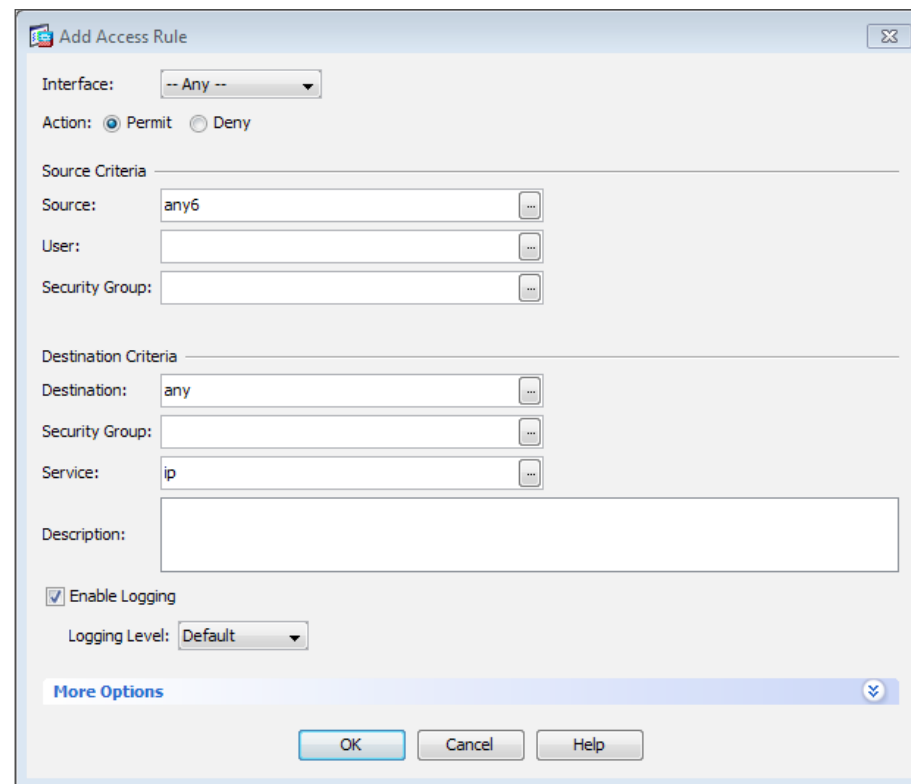 Add Access Rule
Interface: -- Any --
Action: Permit Deny
Source Criteria
Source: any6 ...
User: ...
Security Group: ...
Destination Criteria
Destination: any ...
Security Group: ...
Service: ip ...
Description:
Enable Logging
Logging Level: Default
More Options
OK Cancel Help